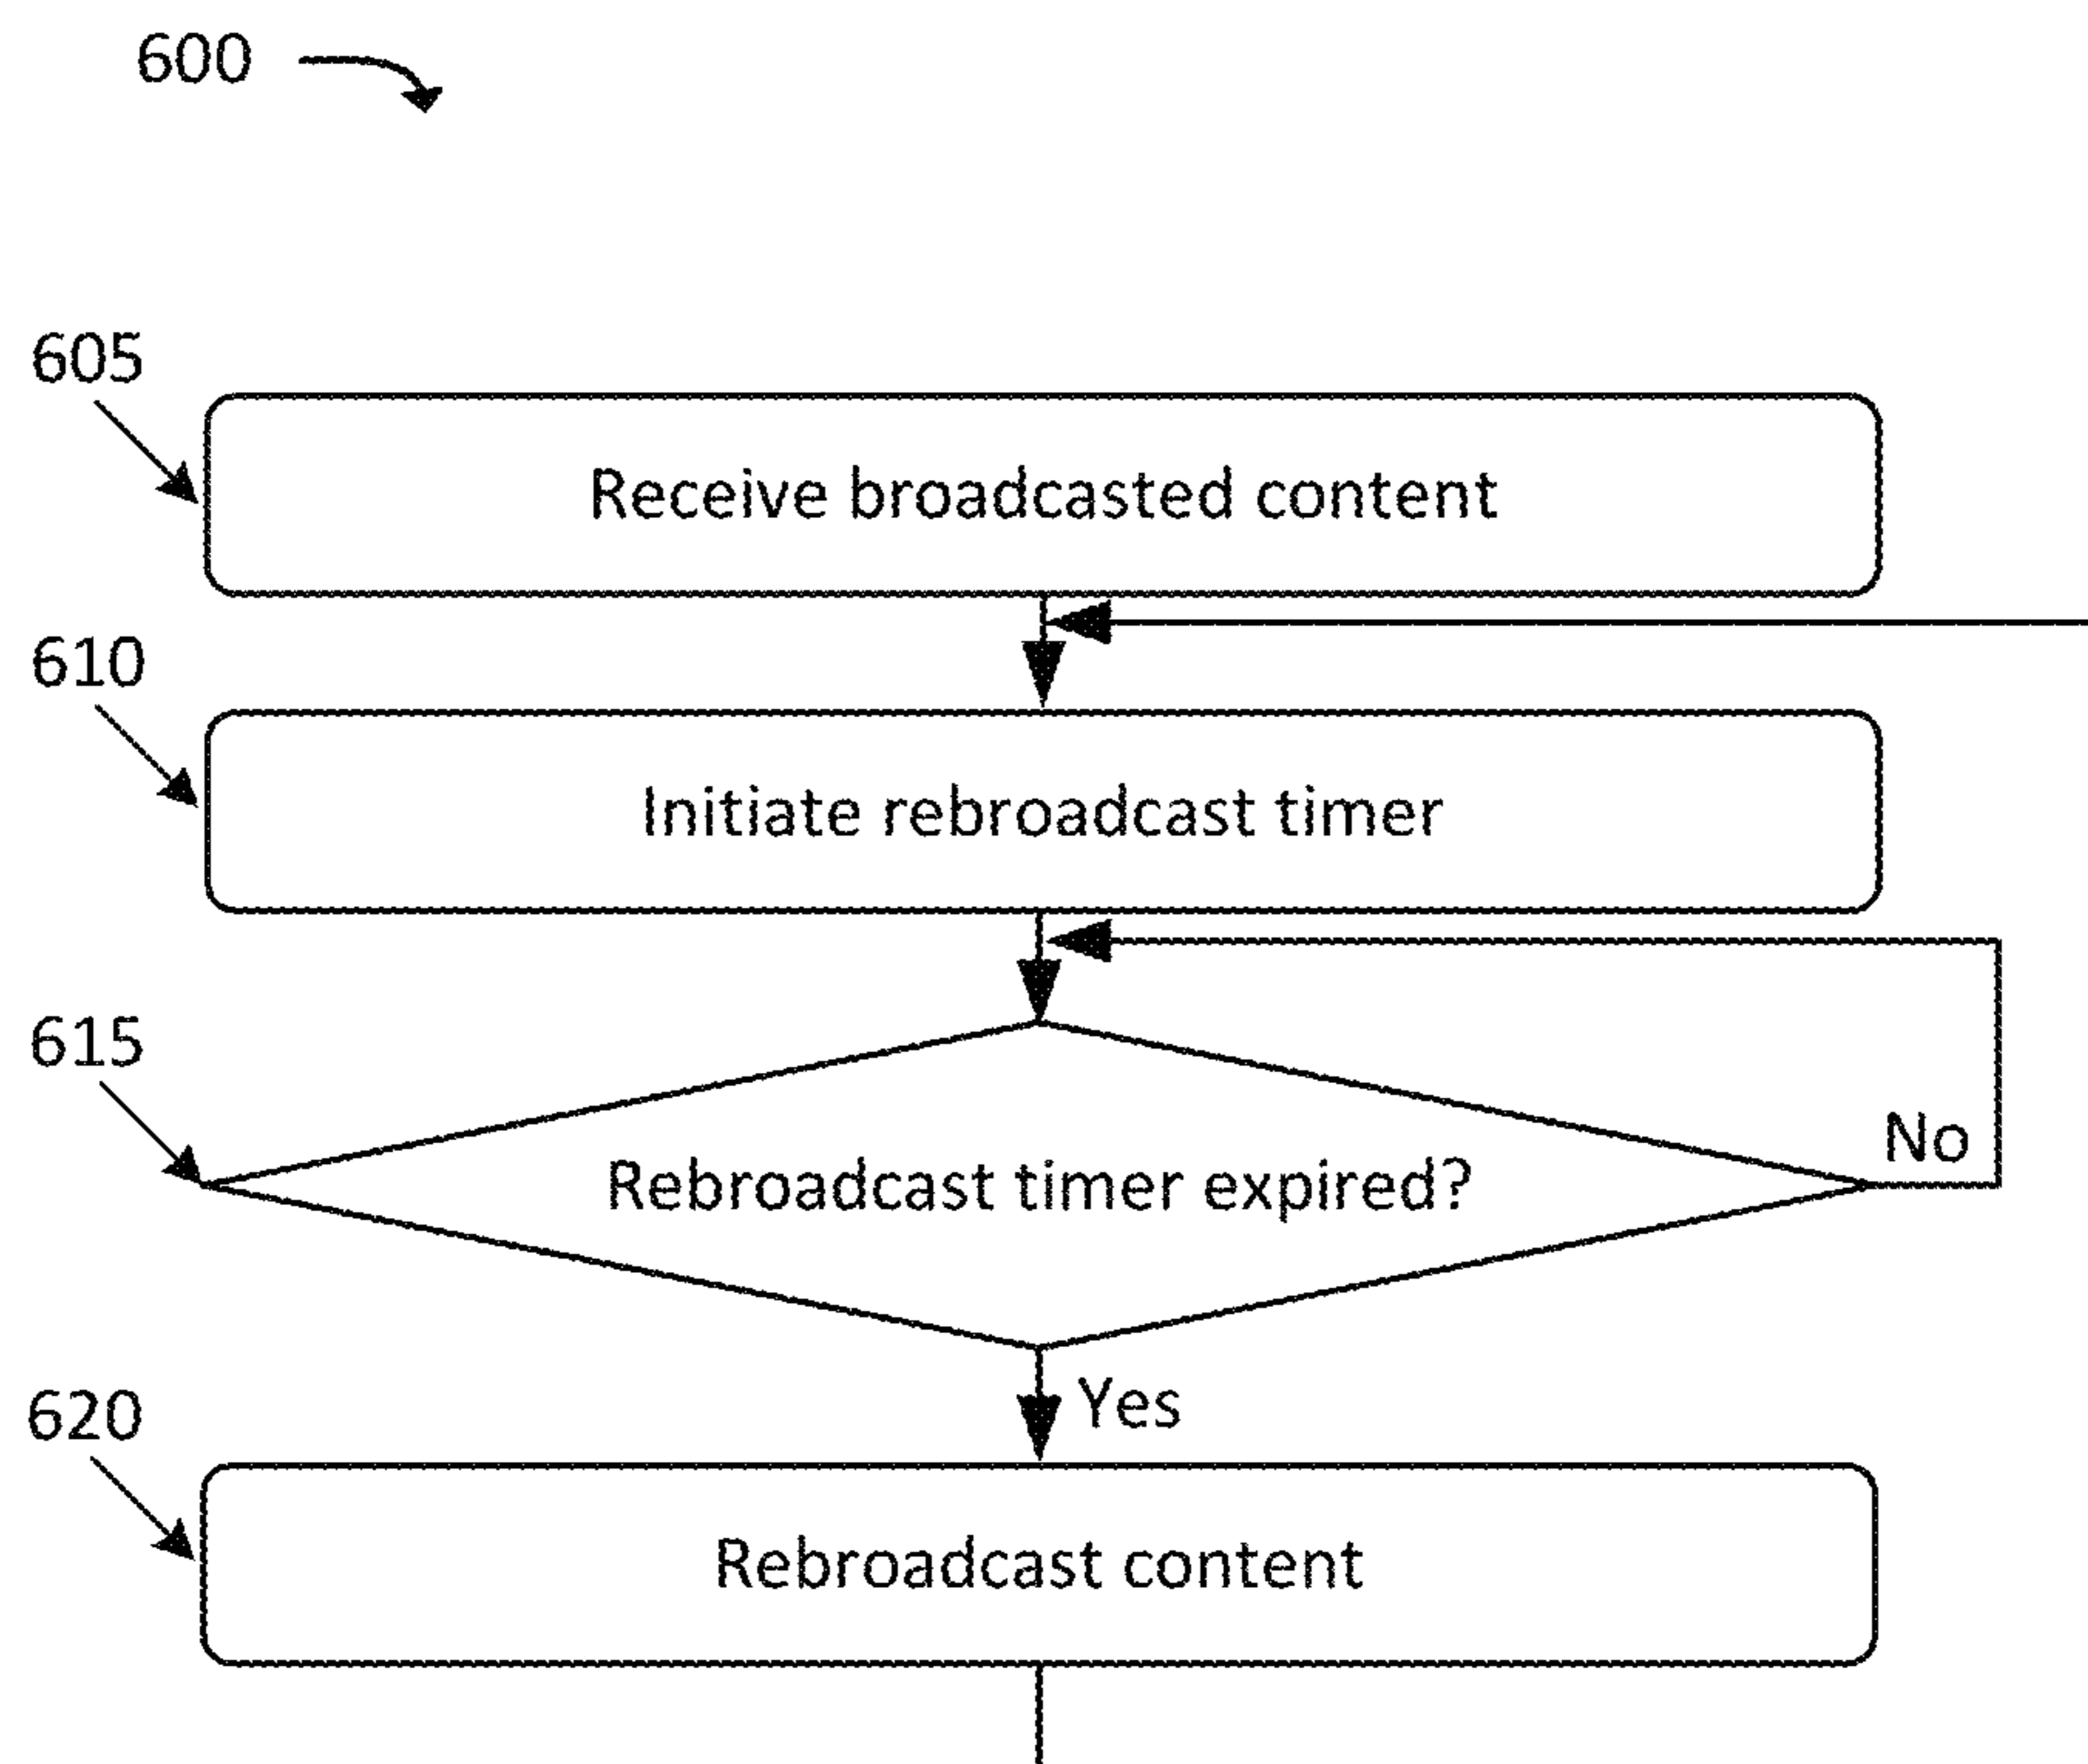 600
605
Receive broadcasted content
610
Initiate rebroadcast timer
615
No
Rebroadcast timer expired?
Yes
620
Rebroadcast content